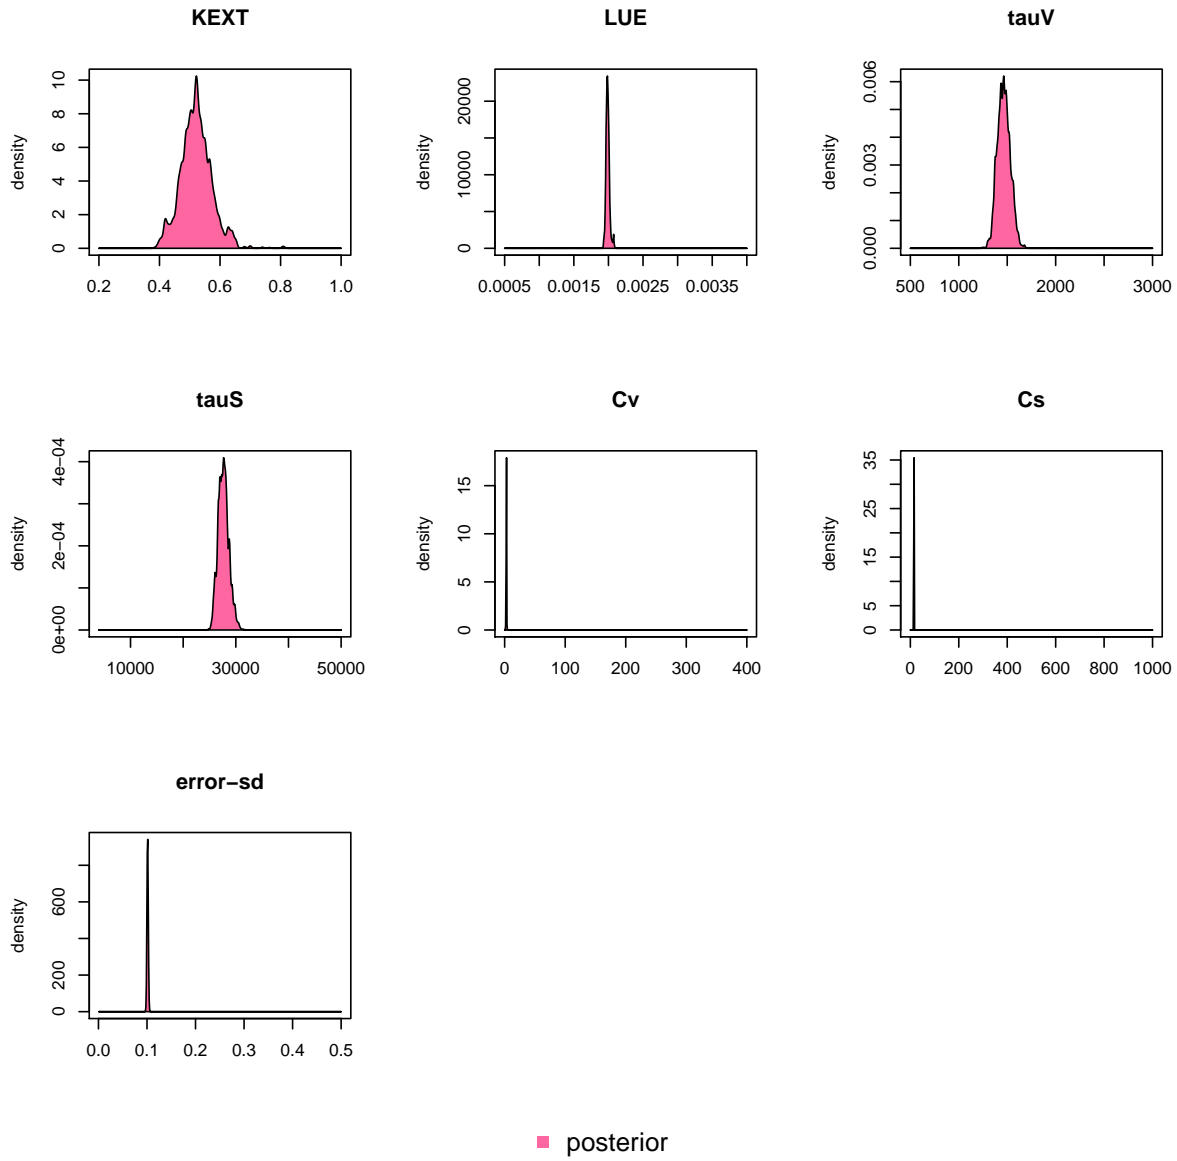 KEXT
LUE
tauV
density
0 2 4 6 8 10
0.2 0.4 0.6 0.8 1.0
density
0 10000 20000
0.0005 0.0015 0.0025 0.0035
density
0.000 0.003 0.006
500 1000 2000 3000
tauS
Cv
Cs
density
0e+00 2e−04 4e−04
10000 30000 50000
density
0 5 10 15
0 100 200 300 400
density
0 5 15 25 35
0 200 400 600 800 1000
error−sd
density
0 200 600
0.0 0.1 0.2 0.3 0.4 0.5
posterior